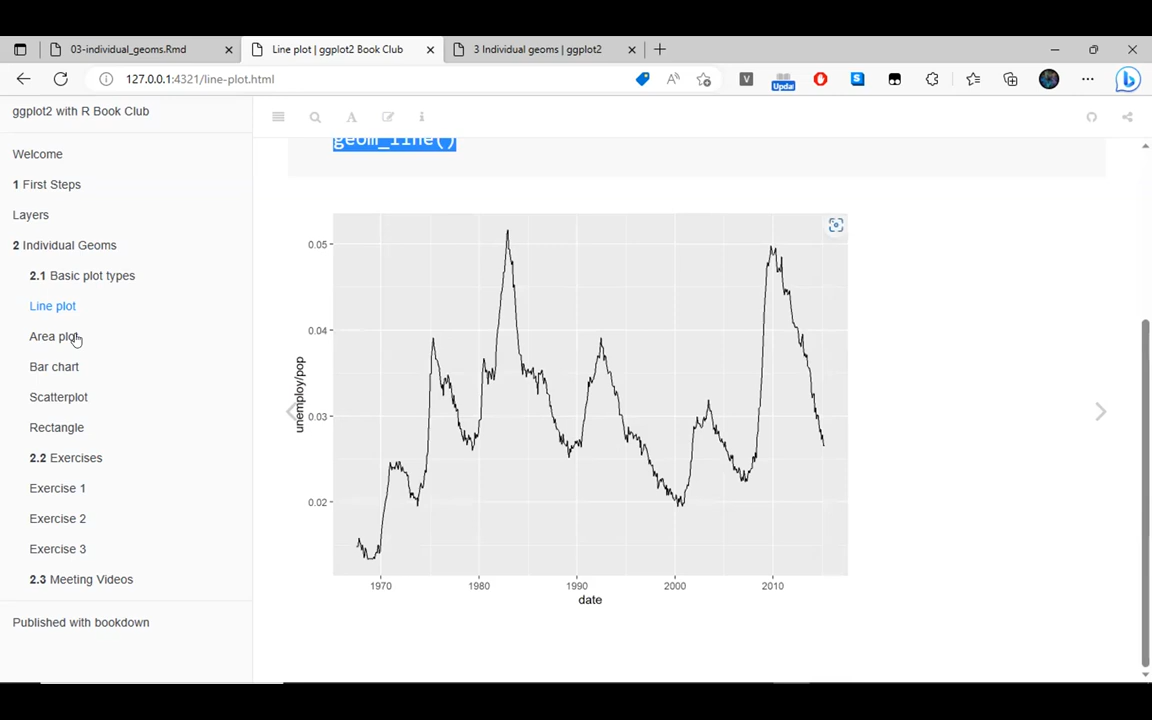 03-individual_geoms.Rmd
Line plot | ggplot2 Book Club
3 Individual geoms | ggplot2
127.0.0.1:4321/line-plot.html
V
Updat
S
ggplot2 with R Book Club
Welcome
1 First Steps
Layers
2 Individual Geoms
2.1 Basic plot types
Line plot
Area plot
Bar chart
Scatterplot
Rectangle
2.2 Exercises
Exercise 1
Exercise 2
Exercise 3
2.3 Meeting Videos
Published with bookdown
A
i
geom_line()
0.05
0.04
0.03
0.02
unemploy/pop
1970 1980 1990 2000 2010
date